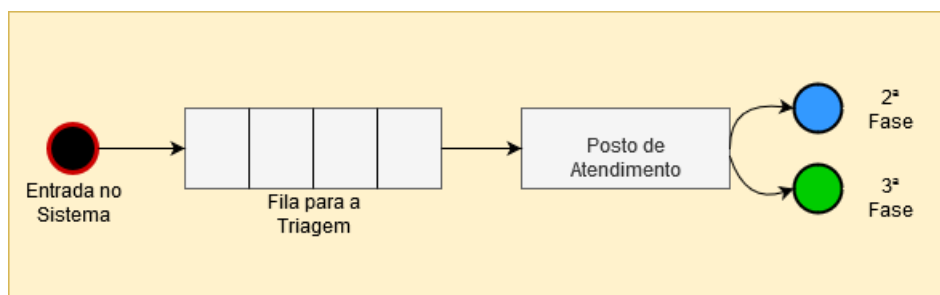 Entrada no
Sistema
Fila para a
Triagem
Posto de
Atendimento
2ª
Fase
3ª
Fase